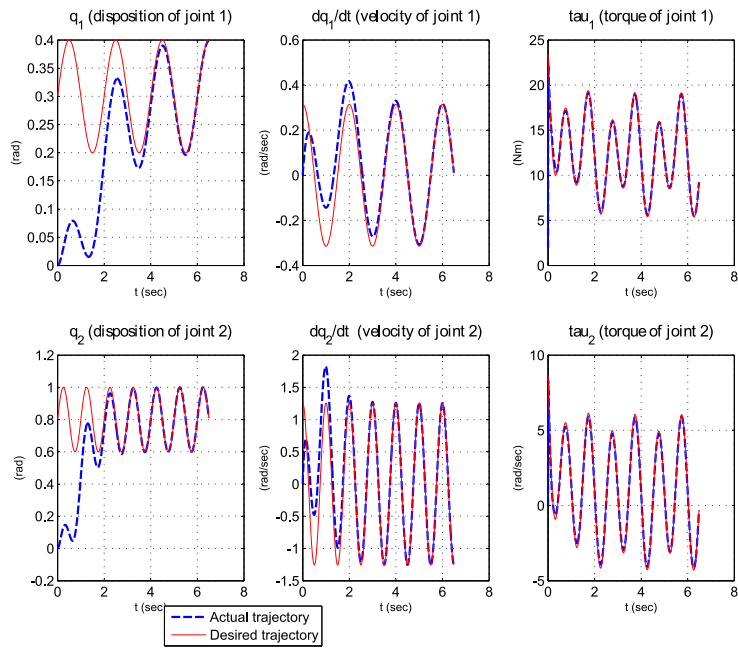 q1 (disposition of joint 1)
0.4
0.35
0.3
0.25
0.2
0.15
0.1
0.05
0
(rad)
0 2 4 6 8
t (sec)
dq1/dt (velocity of joint 1)
0.6
0.4
0.2
0
-0.2
-0.4
(rad/sec)
0 2 4 6 8
t (sec)
tau1 (torque of joint 1)
25
20
15
10
5
0
(Nm)
0 2 4 6 8
t (sec)
q2 (disposition of joint 2)
1.2
1
0.8
0.6
0.4
0.2
0
-0.2
(rad)
0 2 4 6 8
t (sec)
dq2/dt (velocity of joint 2)
2
1.5
1
0.5
0
-0.5
-1
-1.5
(rad/sec)
0 2 4 6 8
t (sec)
tau2 (torque of joint 2)
10
5
0
-5
(rad/sec)
0 2 4 6 8
t (sec)
Actual trajectory
Desired trajectory